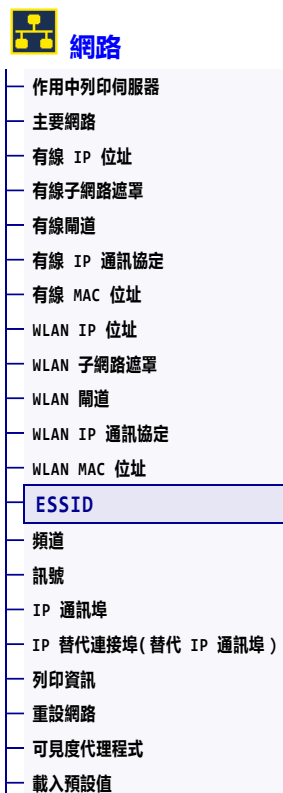 網路
作用中列印伺服器
主要網路
有線 IP 位址
有線子網路遮罩
有線閘道
有線 IP 通訊協定
有線 MAC 位址
WLAN IP 位址
WLAN 子網路遮罩
WLAN 閘道
WLAN IP 通訊協定
WLAN MAC 位址
ESSID
頻道
訊號
IP 通訊埠
IP 替代連接埠(替代 IP 通訊埠)
列印資訊
重設網路
可見度代理程式
載入預設值